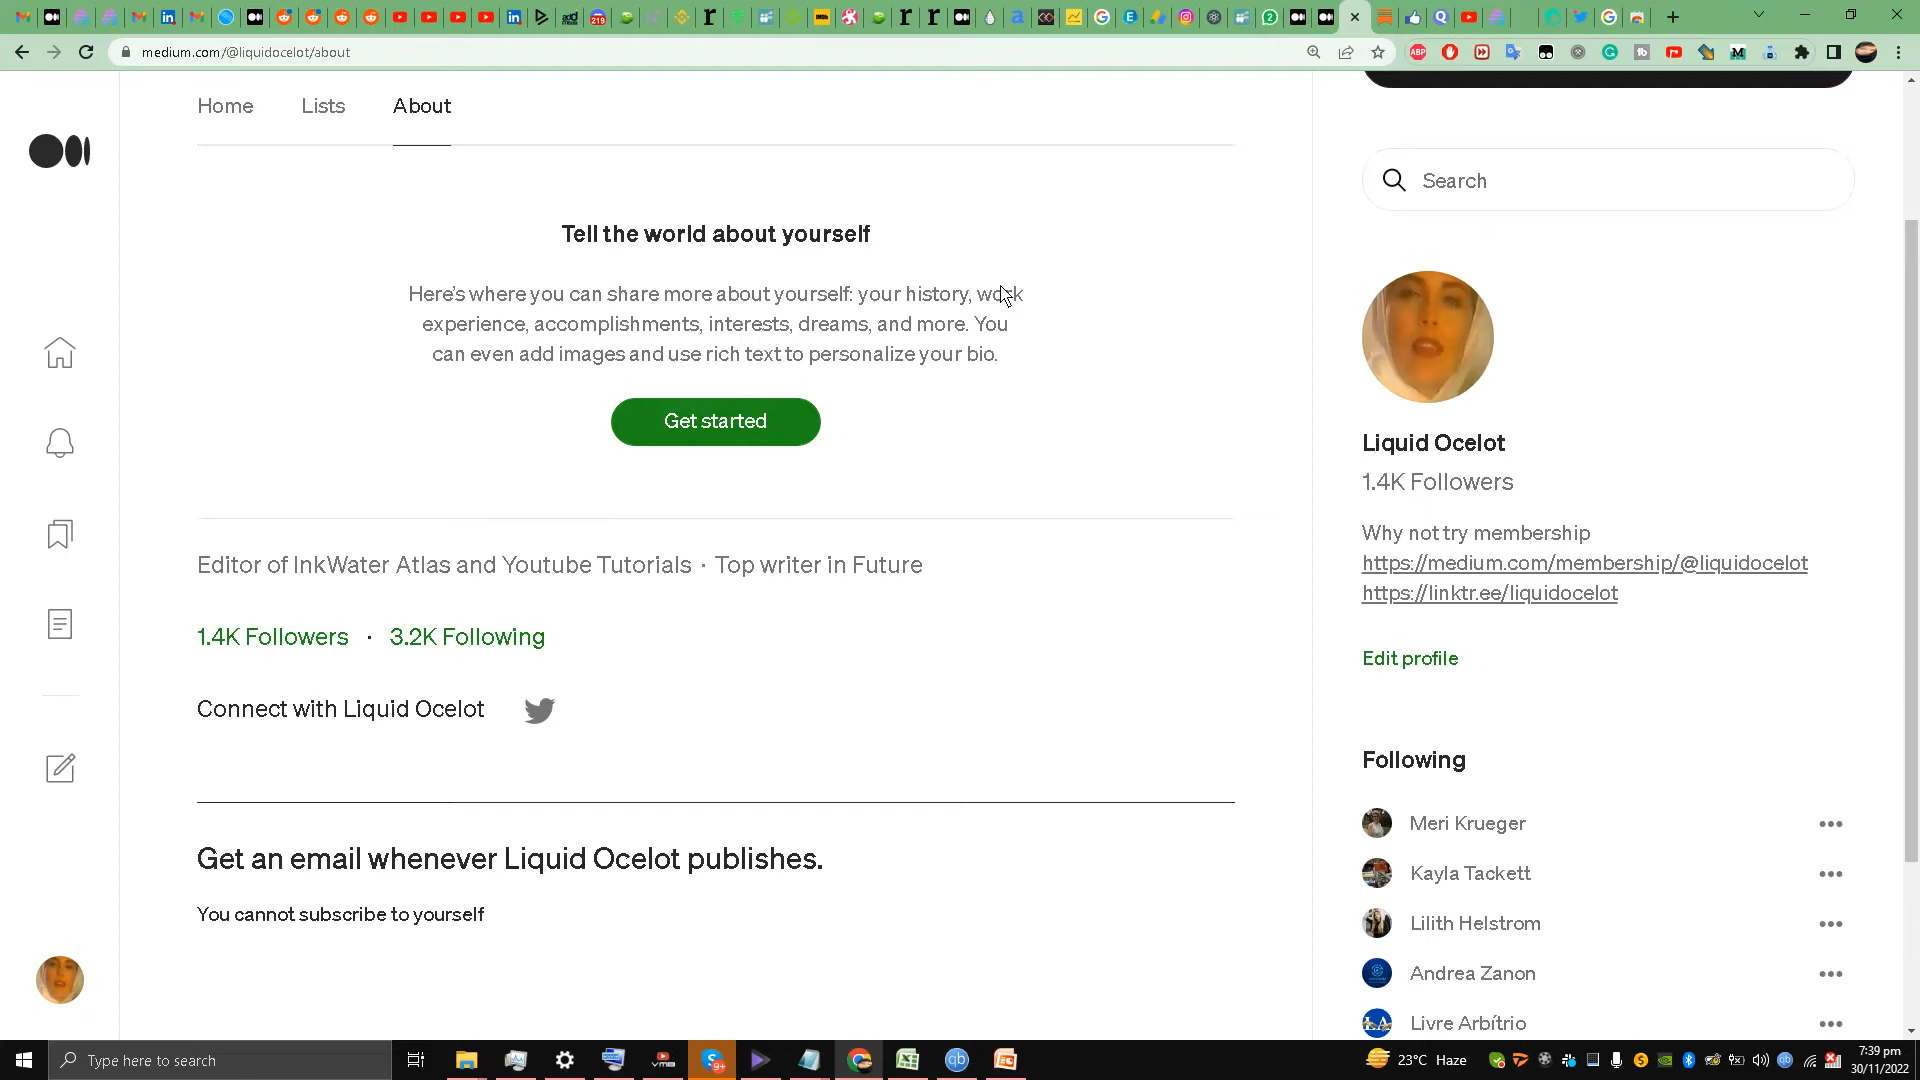 medium.com/@liquidocelot/about
Home Lists About
Search
Tell the world about yourself
Here's where you can share more about yourself: your history, work
experience, accomplishments, interests, dreams, and more. You
can even add images and use rich text to personalize your bio.
Get started
Liquid Ocelot
1.4K Followers
Why not try membership
https://medium.com/membership/@liquidocelot
https://linktr.ee/liquidocelot
Edit profile
Editor of InkWater Atlas and Youtube Tutorials · Top writer in Future
1.4K Followers · 3.2K Following
Connect with Liquid Ocelot
Following
Meri Krueger
Kayla Tackett
Lilith Helstrom
Andrea Zanon
Livre Arbítrio
Get an email whenever Liquid Ocelot publishes.
You cannot subscribe to yourself
Type here to search
23°C Haze
7:39 pm
30/11/2022